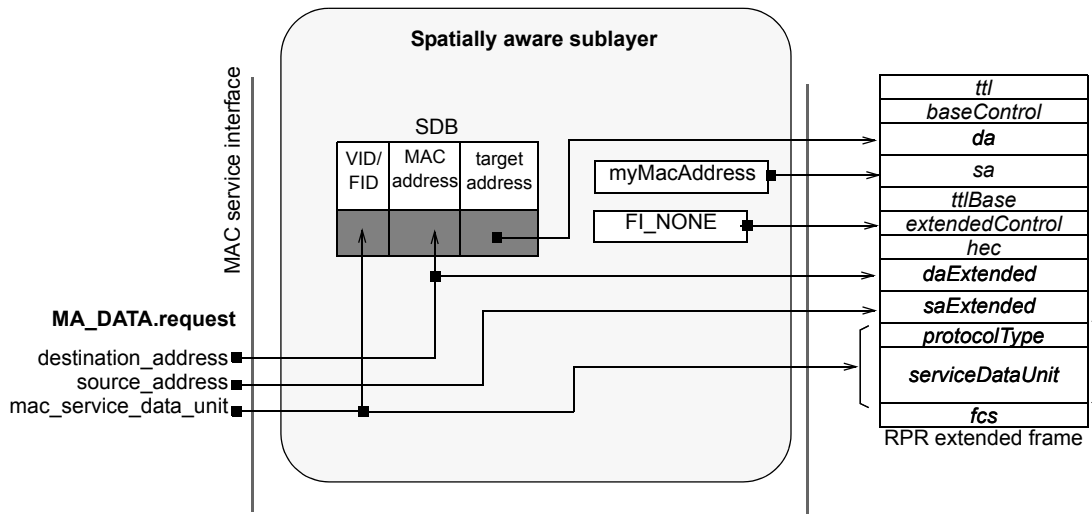 Spatially aware sublayer
MAC service interface
SDB
VID/
FID
MAC
address
target
address
myMacAddress
FI_NONE
MA_DATA.request
destination_address
source_address
mac_service_data_unit
ttl
baseControl
da
sa
ttlBase
extendedControl
hec
daExtended
saExtended
protocolType
serviceDataUnit
fcs
RPR extended frame